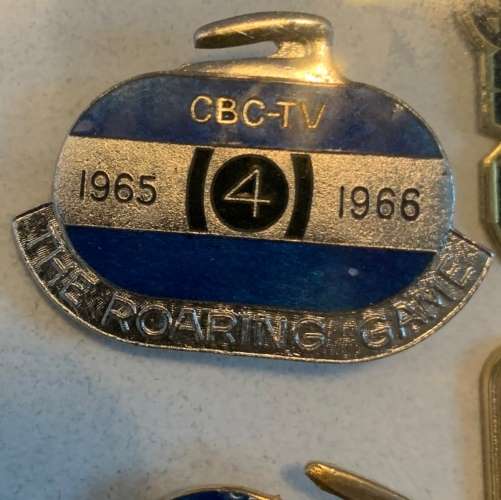 CBC-TV
1965 (4) 1966
THE ROARING GAME